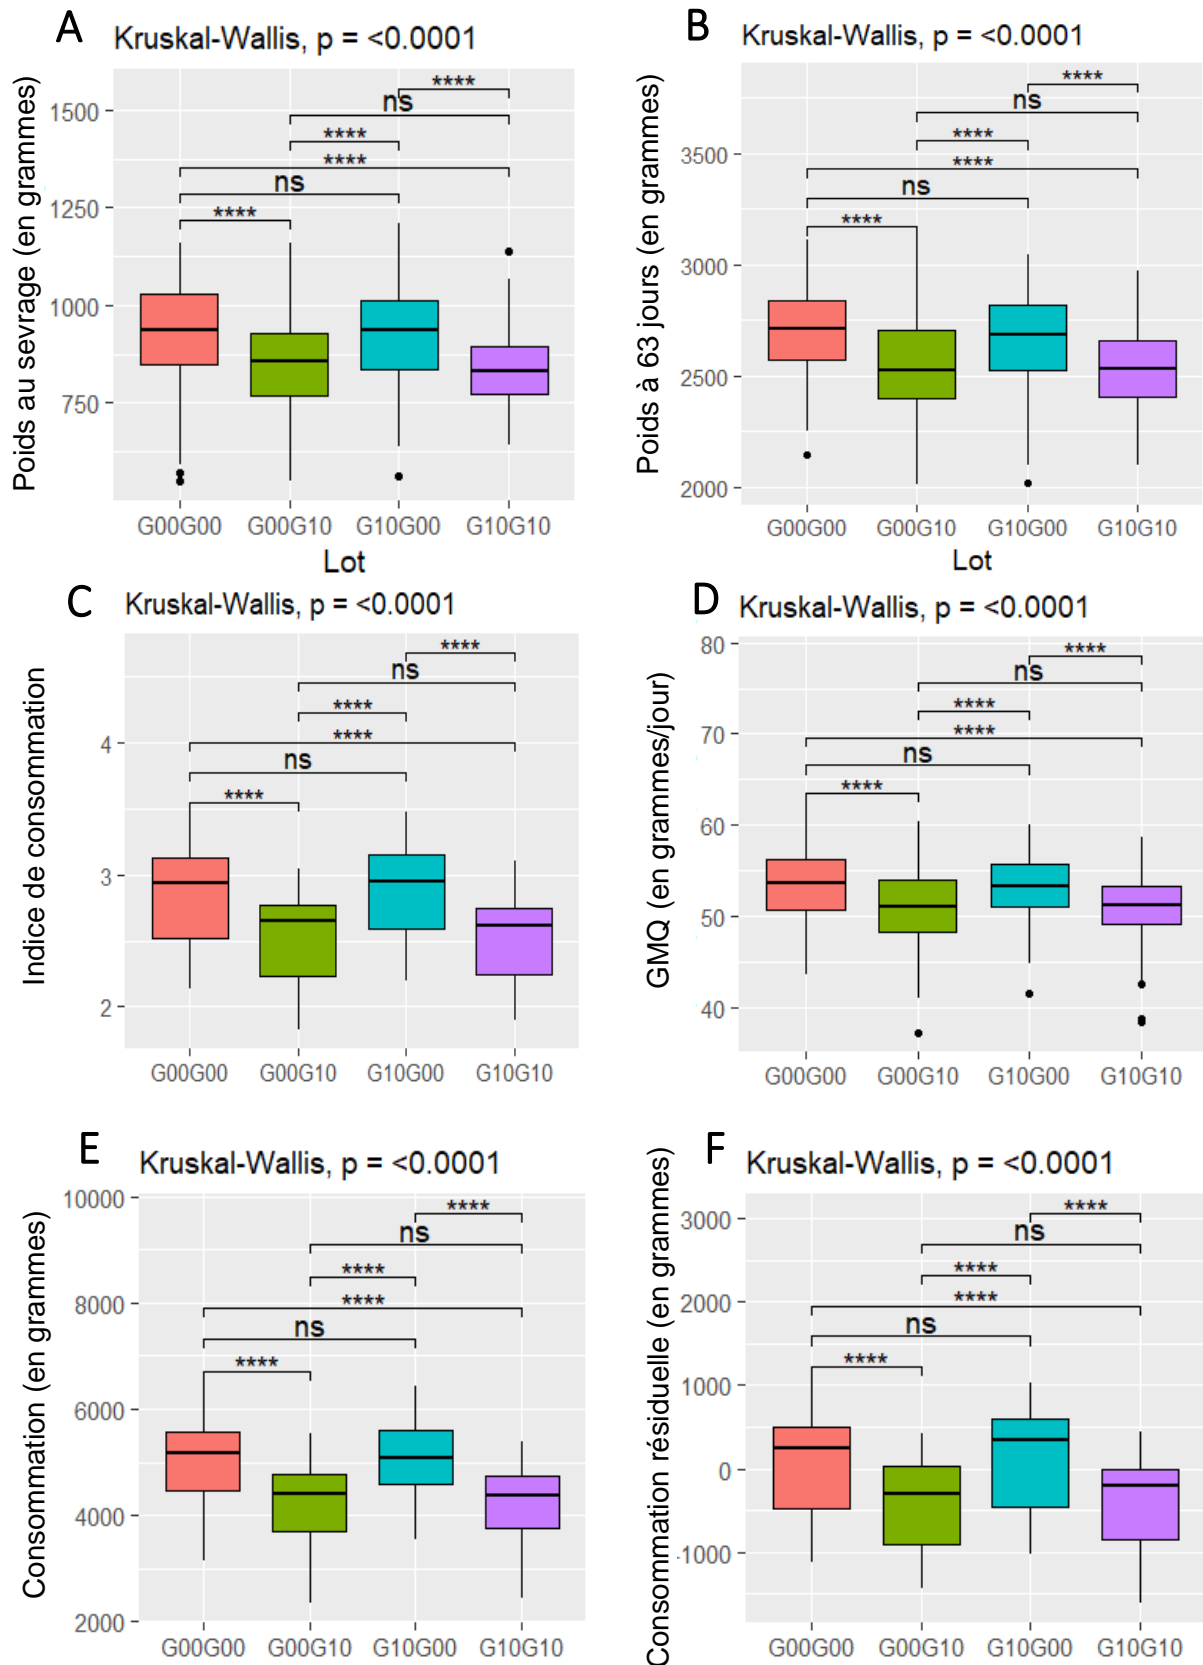 A
Kruskal-Wallis, p = <0.0001
Poids au sevrage (en grammes)
1500
1250
1000
750
****
ns
****
****
ns
****
G00G00 G00G10 G10G00 G10G10
Lot
B
Kruskal-Wallis, p = <0.0001
Poids à 63 jours (en grammes)
3500
3000
2500
2000
****
ns
****
****
ns
****
G00G00 G00G10 G10G00 G10G10
Lot
C
Kruskal-Wallis, p = <0.0001
Indice de consommation
4
3
2
****
ns
****
****
ns
****
G00G00 G00G10 G10G00 G10G10
D
Kruskal-Wallis, p = <0.0001
GMQ (en grammes/jour)
80
70
60
50
40
****
ns
****
****
ns
****
G00G00 G00G10 G10G00 G10G10
E
Kruskal-Wallis, p = <0.0001
Consommation (en grammes)
10000
8000
6000
4000
2000
****
ns
****
****
ns
****
G00G00 G00G10 G10G00 G10G10
F
Kruskal-Wallis, p = <0.0001
Consommation résiduelle (en grammes)
3000
2000
1000
0
-1000
****
ns
****
****
ns
****
G00G00 G00G10 G10G00 G10G10